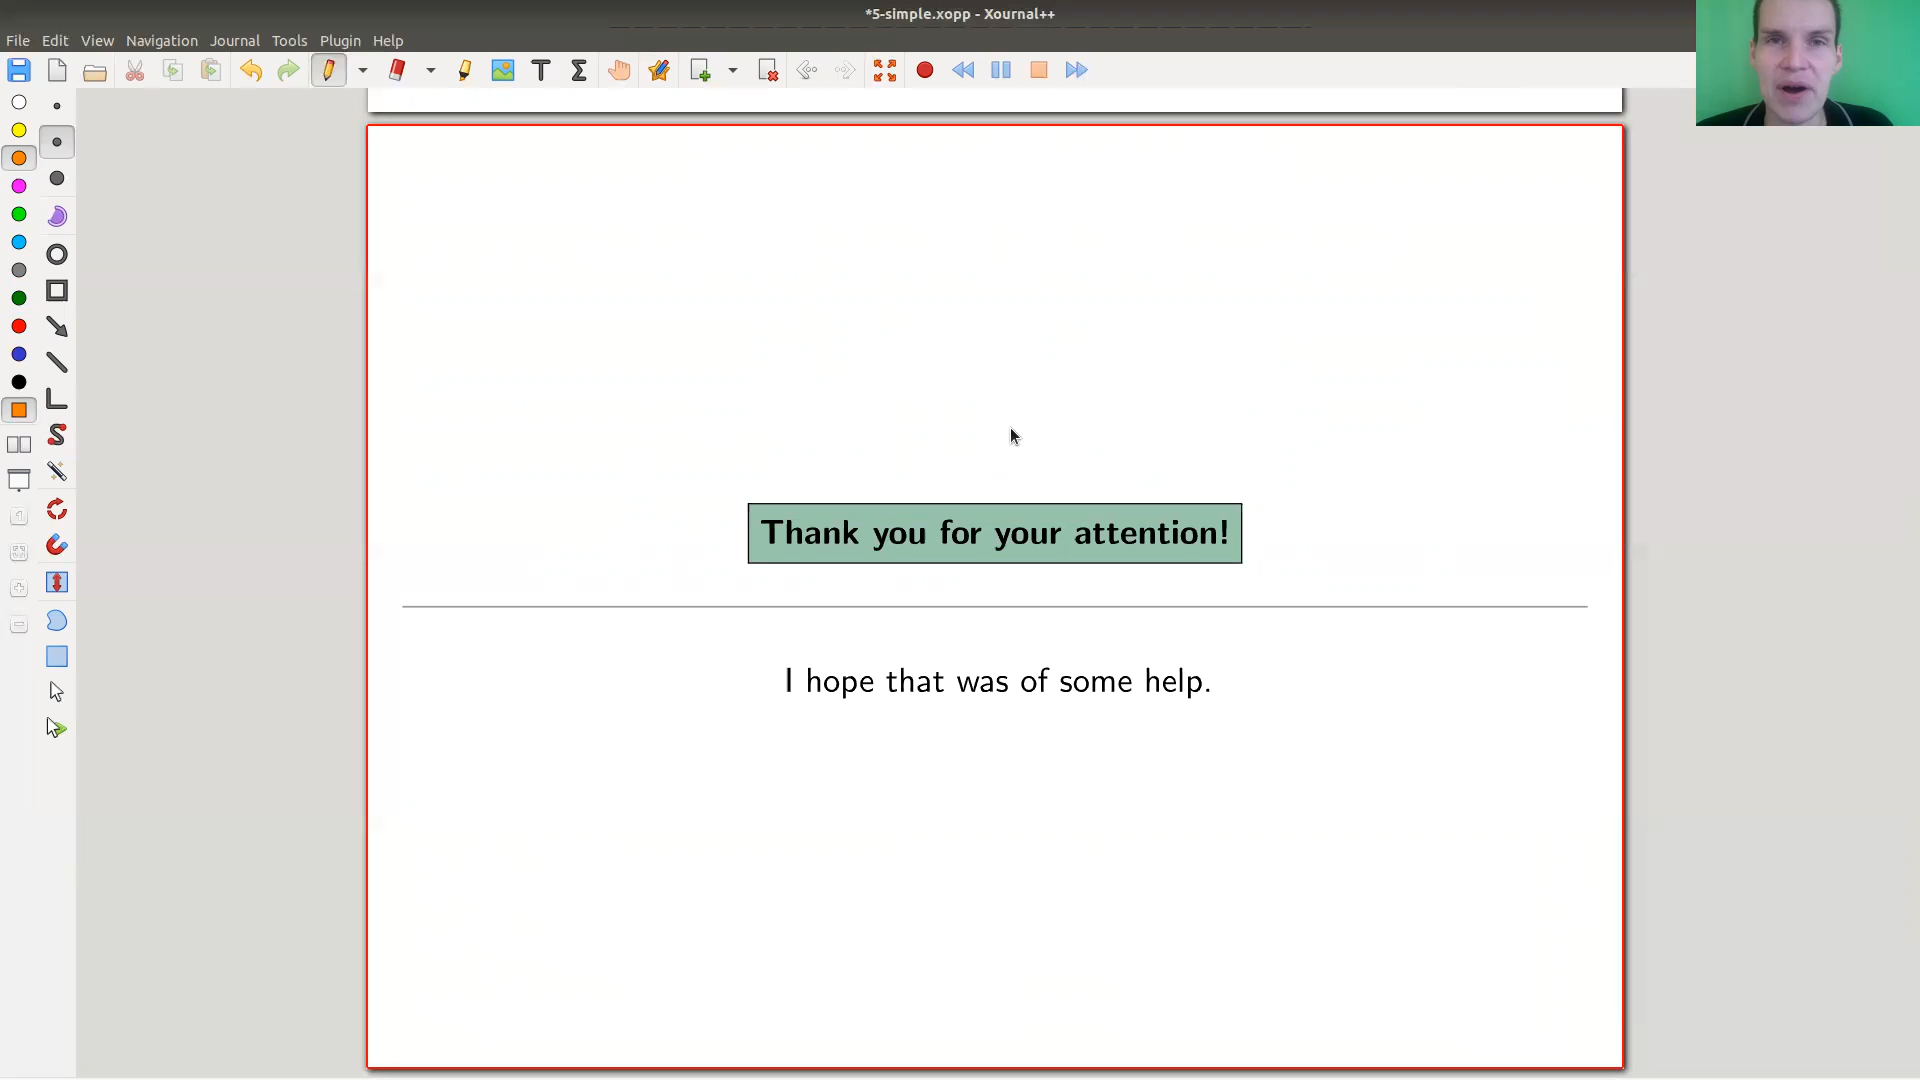 *5-simple.xopp - Xournal++
File Edit View Navigation Journal Tools Plugin Help
Thank you for your attention!
I hope that was of some help.